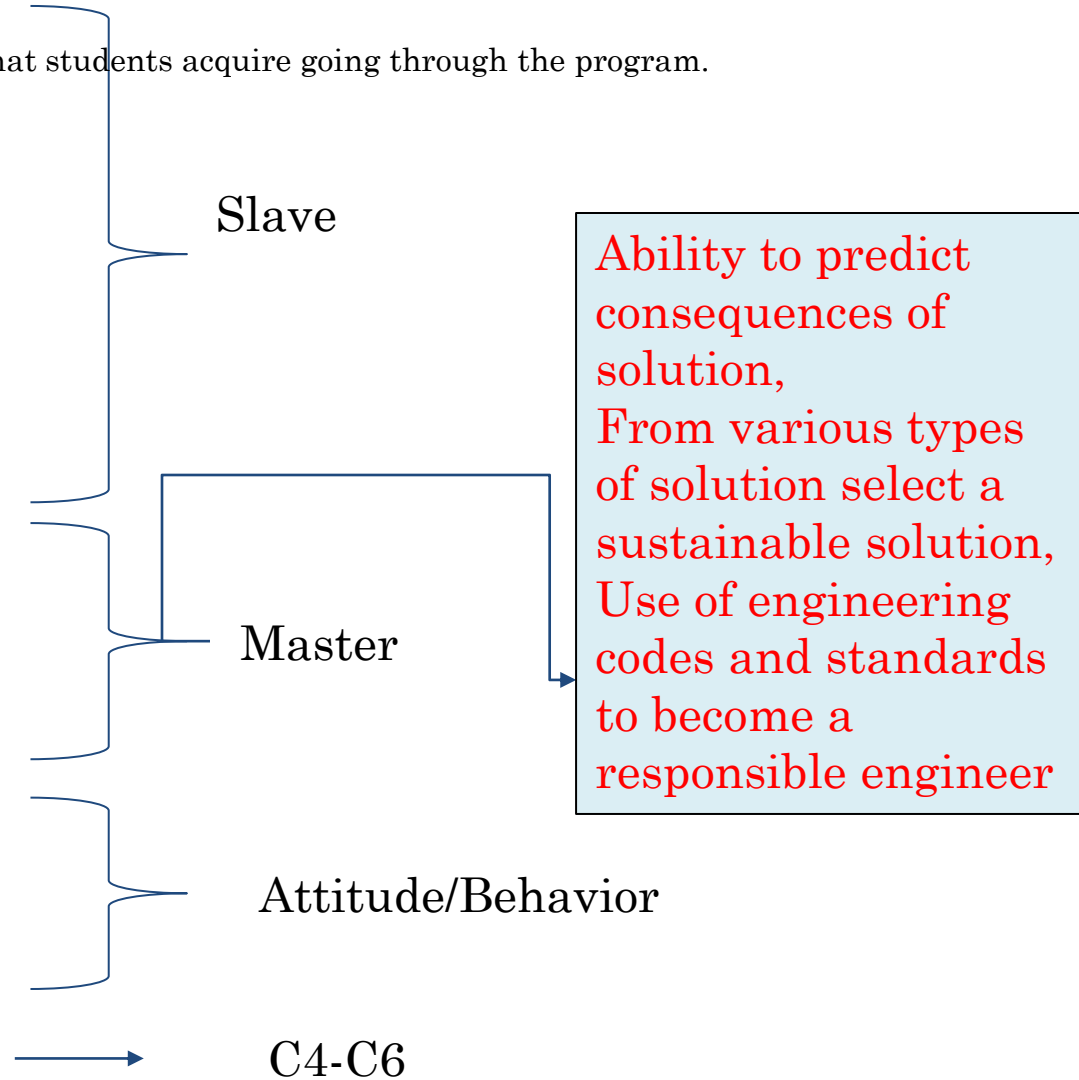 students acquire going through the program.
Slave
Ability to predict
consequences of
solution,
From various types
of solution select a
sustainable solution,
Use of engineering
codes and standards
to become a
responsible engineer
Master
Attitude/Behavior
C4-C6